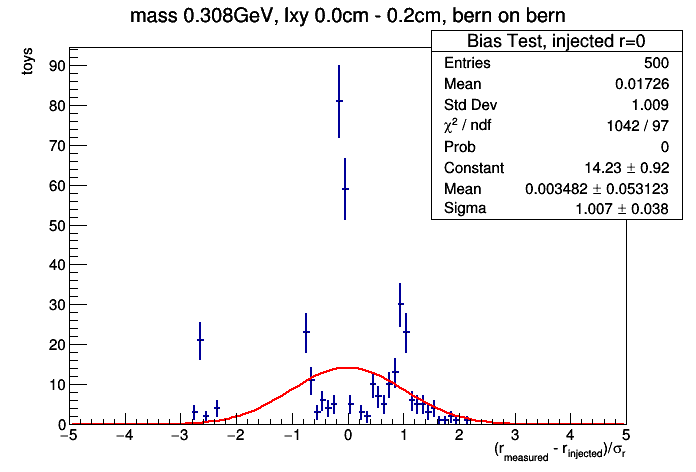 mass 0.308GeV, lxy 0.0cm - 0.2cm, bern on bern
Bias Test, injected r=0
Entries 500
Mean 0.01726
Std Dev 1.009
χ² / ndf 1042 / 97
Prob 0
Constant 14.23 ± 0.92
Mean 0.003482 ± 0.053123
Sigma 1.007 ± 0.038
toys
90
80
70
60
50
40
30
20
10
0
−5 −4 −3 −2 −1 0 1 2 3 4 5
(r_measured - r_injected)/σ_r